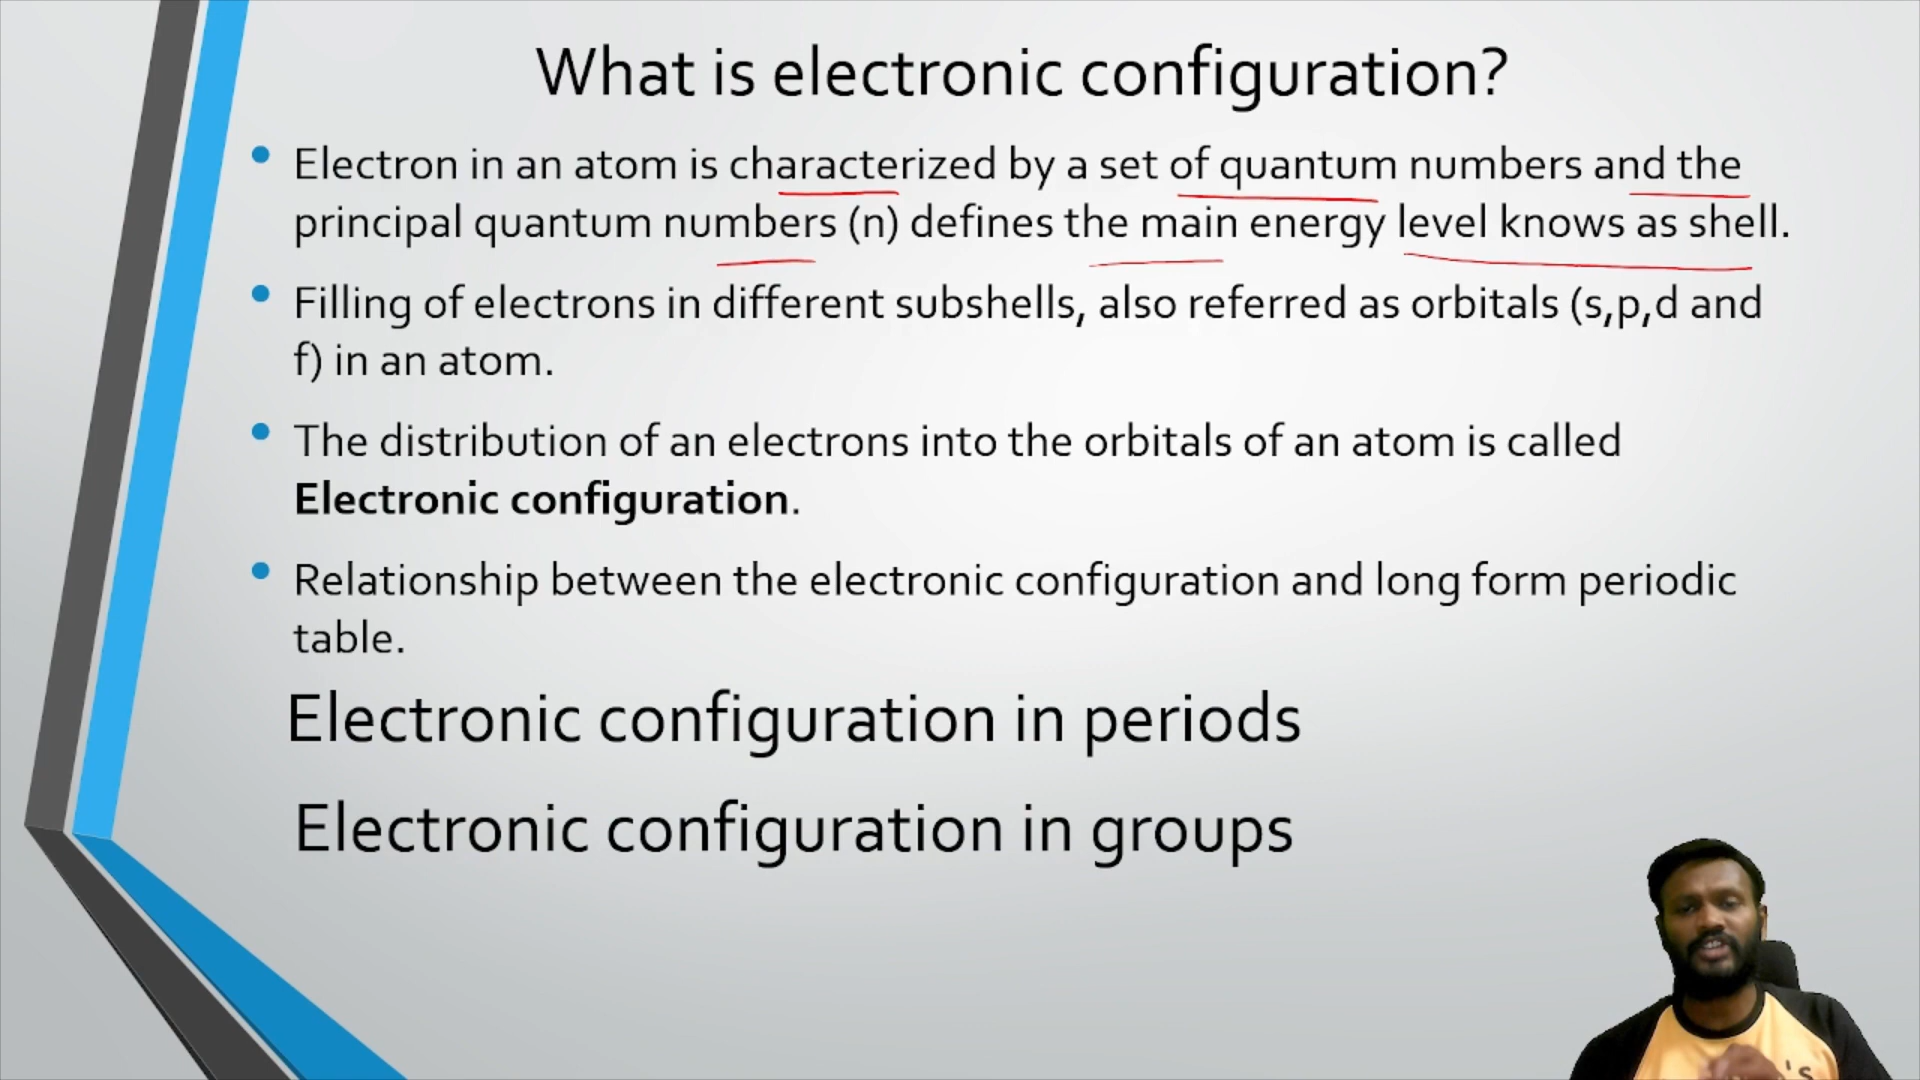 What is electronic configuration?
Electron in an atom is characterized by a set of quantum numbers and the
principal quantum numbers (n) defines the main energy level knows as shell.
Filling of electrons in different subshells, also referred as orbitals (s,p,d and
f) in an atom.
The distribution of an electrons into the orbitals of an atom is called
Electronic configuration.
Relationship between the electronic configuration and long form periodic
table.
Electronic configuration in periods
Electronic configuration in groups